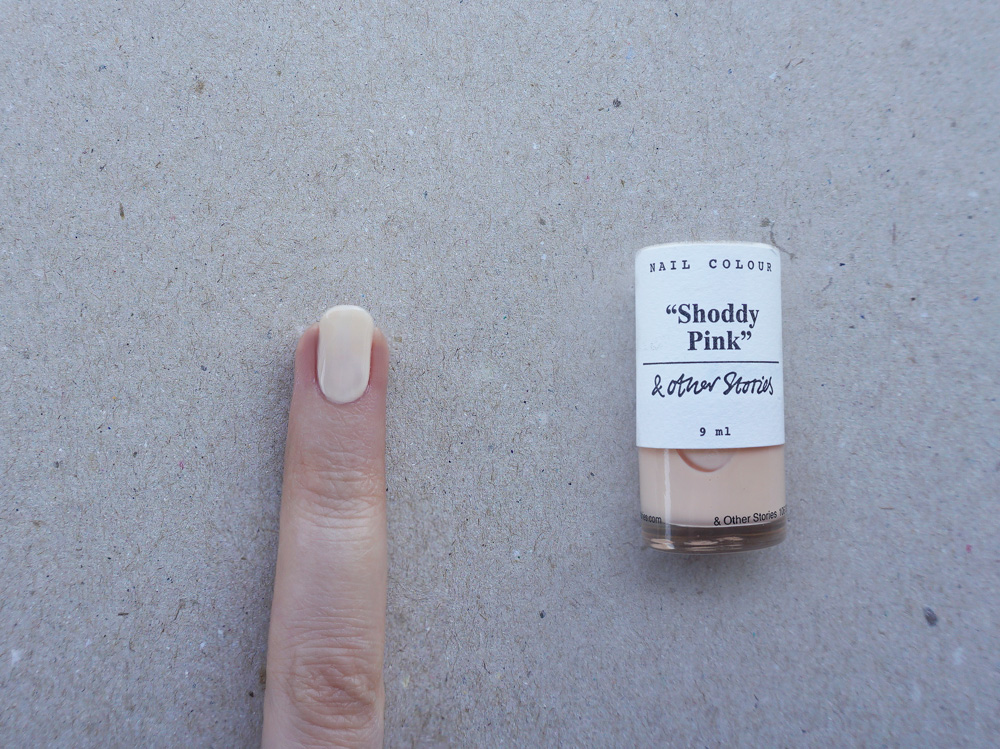 NAIL COLOUR
“Shoddy
Pink”
& other Stories
9 ml
& Other Stories